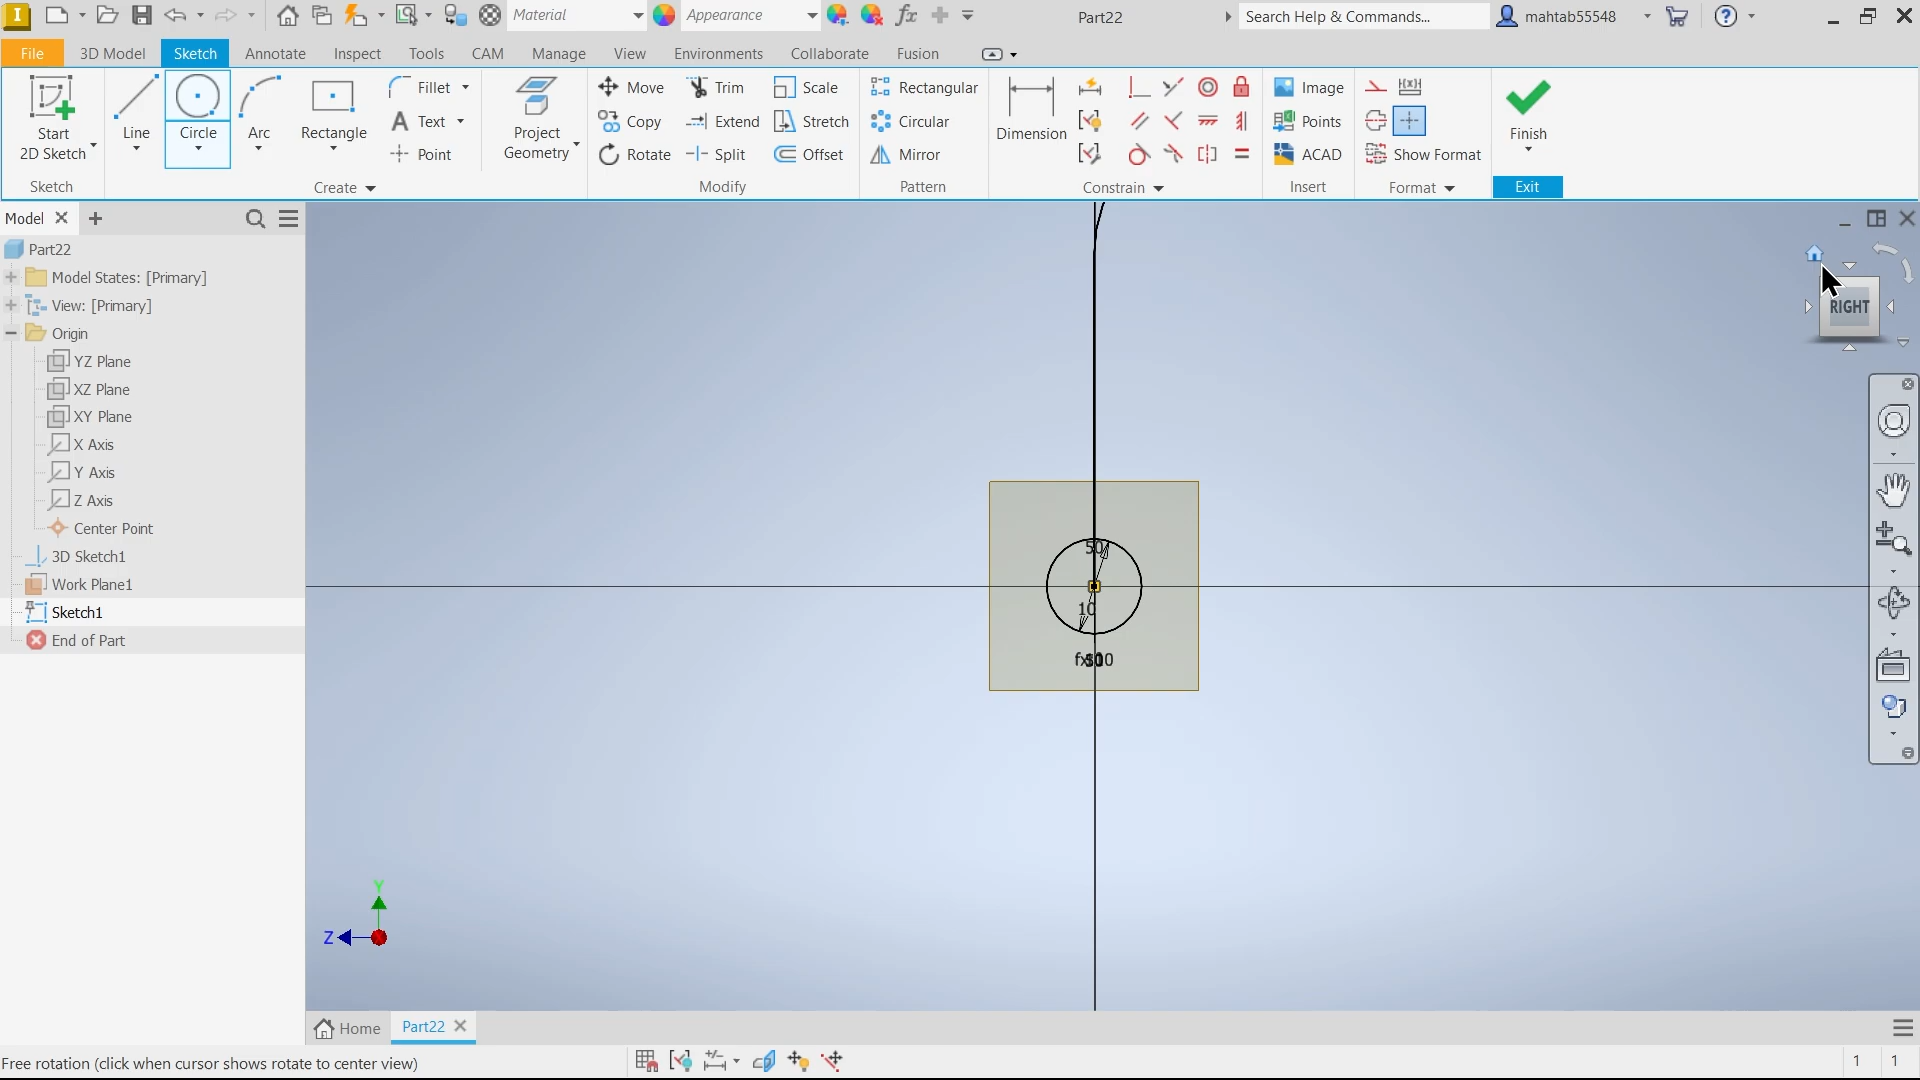 Material
Appearance
Part22
Search Help & Commands...
mahtab55548
File
3D Model
Sketch
Annotate
Inspect
Tools
CAM
Manage
View
Environments
Collaborate
Fusion
Start
2D Sketch
Line
Circle
Arc
Rectangle
Fillet
Text
Point
Project
Geometry
Move
Copy
Rotate
Trim
Extend
Split
Scale
Stretch
Offset
Rectangular
Circular
Mirror
Dimension
Image
Points
ACAD
Show Format
Finish
Sketch
Create
Modify
Pattern
Constrain
Insert
Format
Exit
Model
Part22
Model States: [Primary]
View: [Primary]
Origin
YZ Plane
XZ Plane
XY Plane
X Axis
Y Axis
Z Axis
Center Point
3D Sketch1
Work Plane1
Sketch1
End of Part
RIGHT
50
10
Y
Z
Home
Part22
Free rotation (click when cursor shows rotate to center view)
1
1